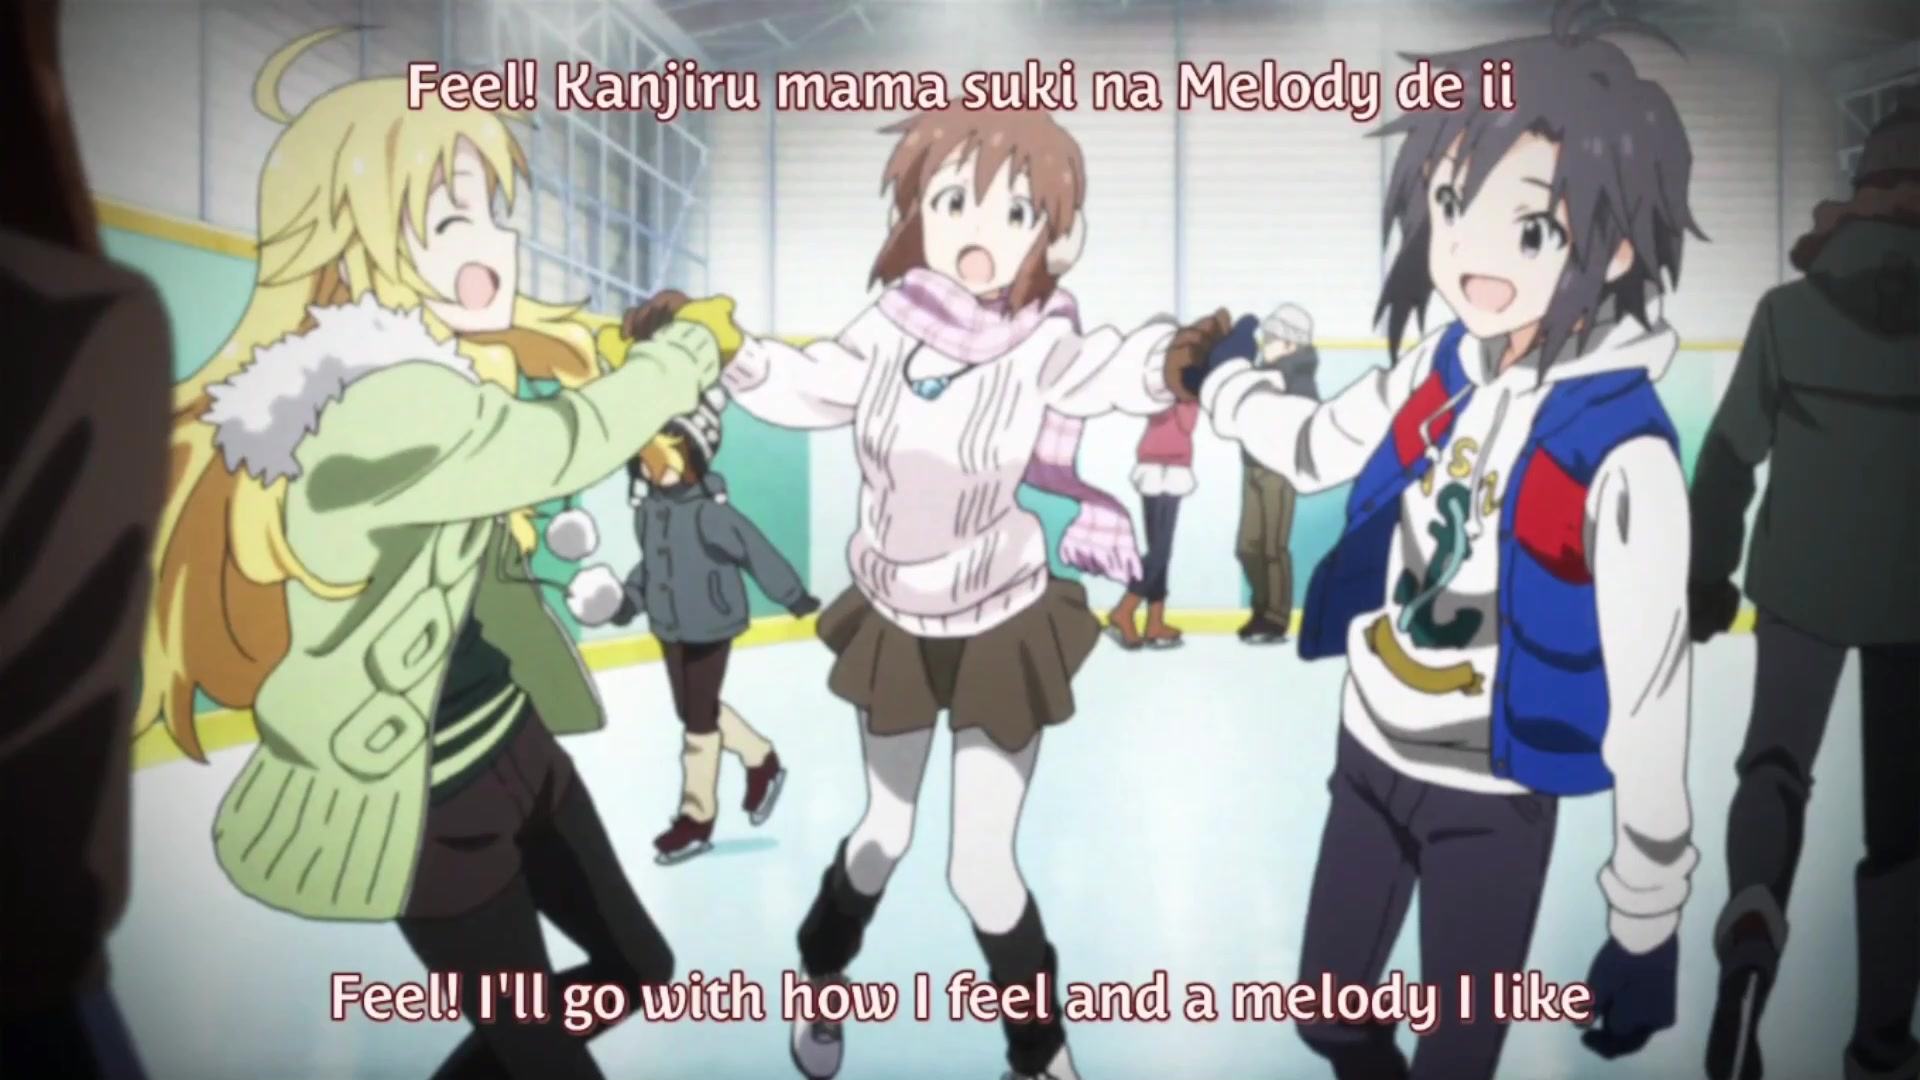 Feel! Kanjiru mama suki na Melody de ii
Feel! I'll go with how I feel and a melody I like